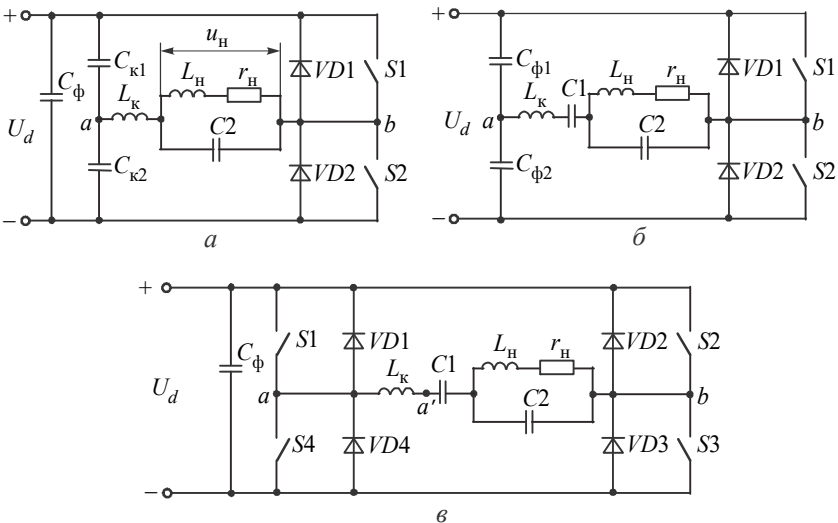 +
C_к1
u_н
L_н
r_н
VD1
S1
C_ф
L_к
a
C2
b
U_d
C_к2
VD2
S2
−
а
+
C_ф1
L_н
r_н
VD1
S1
L_к
C1
U_d
a
C2
b
C_ф2
VD2
S2
−
б
+
S1
VD1
C1
L_н
r_н
VD2
S2
C_ф
L_к
U_d
a
a′
C2
b
S4
VD4
VD3
S3
−
в